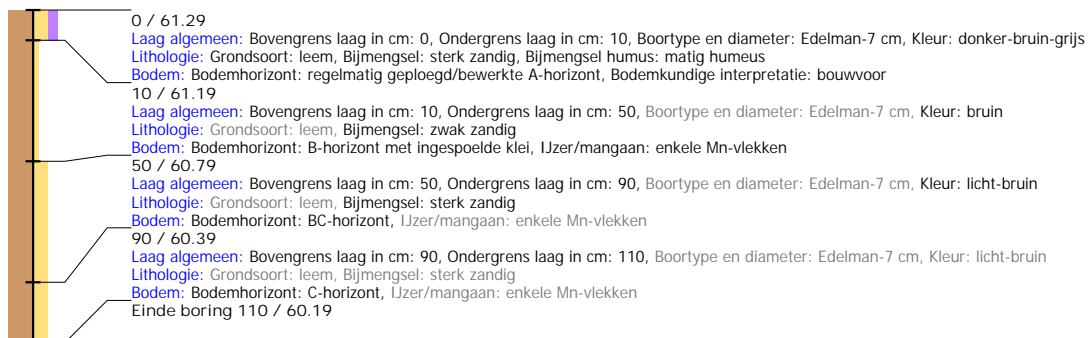 0 / 61.29
Laag algemeen: Bovengrens laag in cm: 0, Ondergrens laag in cm: 10, Boortype en diameter: Edelman-7 cm, Kleur: donker-bruin-grijs
Lithologie: Grondsoort: leem, Bijmengsel: sterk zandig, Bijmengsel humus: matig humeus
Bodem: Bodemhorizont: regelmatig geploegd/bewerkte A-horizont, Bodemkundige interpretatie: bouwvoor
10 / 61.19
Laag algemeen: Bovengrens laag in cm: 10, Ondergrens laag in cm: 50, Boortype en diameter: Edelman-7 cm, Kleur: bruin
Lithologie: Grondsoort: leem, Bijmengsel: zwak zandig
Bodem: Bodemhorizont: B-horizont met ingespoelde klei, IJzer/mangaan: enkele Mn-vlekken
50 / 60.79
Laag algemeen: Bovengrens laag in cm: 50, Ondergrens laag in cm: 90, Boortype en diameter: Edelman-7 cm, Kleur: licht-bruin
Lithologie: Grondsoort: leem, Bijmengsel: sterk zandig
Bodem: Bodemhorizont: BC-horizont, IJzer/mangaan: enkele Mn-vlekken
90 / 60.39
Laag algemeen: Bovengrens laag in cm: 90, Ondergrens laag in cm: 110, Boortype en diameter: Edelman-7 cm, Kleur: licht-bruin
Lithologie: Grondsoort: leem, Bijmengsel: sterk zandig
Bodem: Bodemhorizont: C-horizont, IJzer/mangaan: enkele Mn-vlekken
Einde boring 110 / 60.19